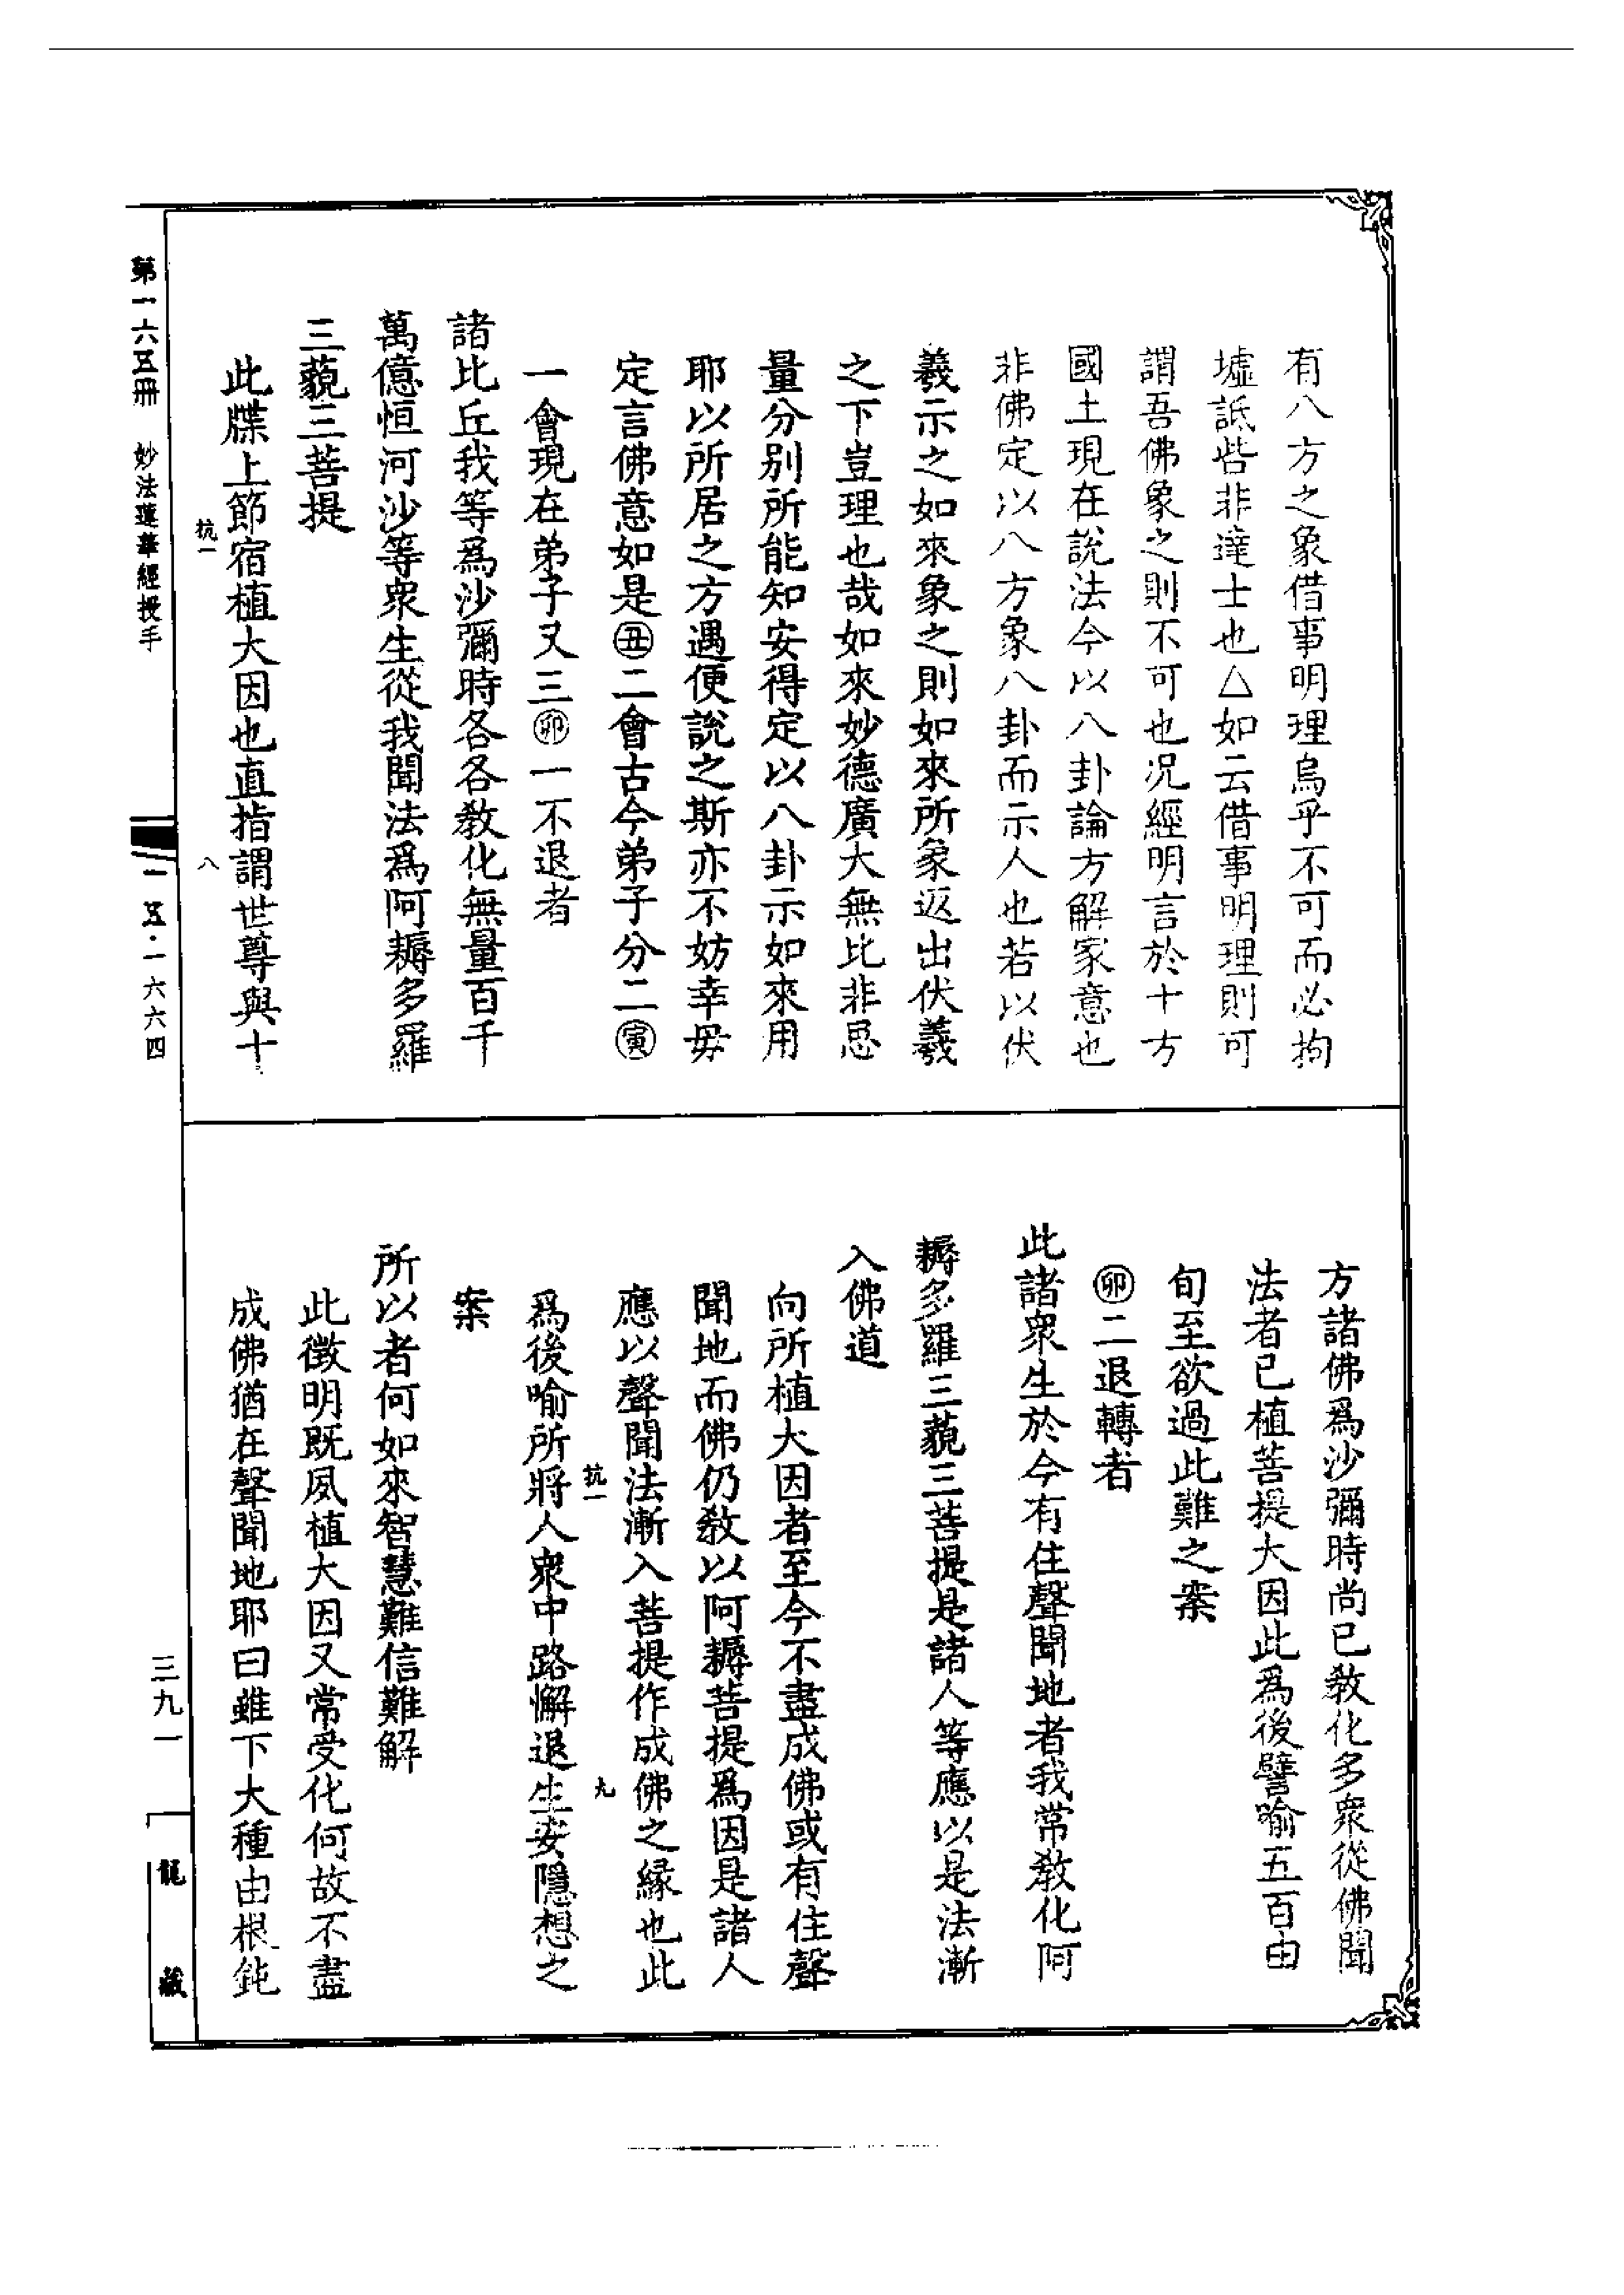 有八方之象借事明理烏乎不可而必拘
墟詆呰非達士也△如云借事明理則可
謂吾佛象之則不可也况經明言於十方
國土現在說法今以八卦論方解家意也
非佛定以八方象八卦而示人也若以伏
羲示之如來象之則如來所象返出伏羲
之下豈理也哉如來妙德廣大無比非思
量分別所能知安得定以八卦示如來用
耶以所居之方遇便說之斯亦不妨幸毋
定言佛意如是㊄二會古今弟子分二㊞
一會現在弟子又三㊒一不退者
諸比丘我等爲沙彌時各各教化無量百千
萬億恒河沙等衆生從我聞法爲阿耨多羅
三藐三菩提
此牒上節宿植大因也直指謂世尊與十
方諸佛爲沙彌時尚已教化多衆從佛聞
法者已植菩提大因此爲後譬喻五百由
旬至欲過此難之案
卯二退轉者
此諸衆生於今有住聲聞地者我常教化阿
耨多羅三藐三菩提是諸人等應以是法漸
入佛道
向所植大因者至今不盡成佛或有住聲
聞地而佛仍教以阿耨菩提爲因是諸人
應以聲聞法漸入菩提作成佛之緣也此
爲後喻所將人衆中路懈退生安隱想之
案
所以者何如來智慧難信難解
此徵明既夙植大因又常受化何故不盡
成佛猶在聲聞地耶曰雖下大種由根鈍
抗一
八
抗一
九
第一六五冊 妙法蓮華經授手
一五·一六六四
三九一
龍藏